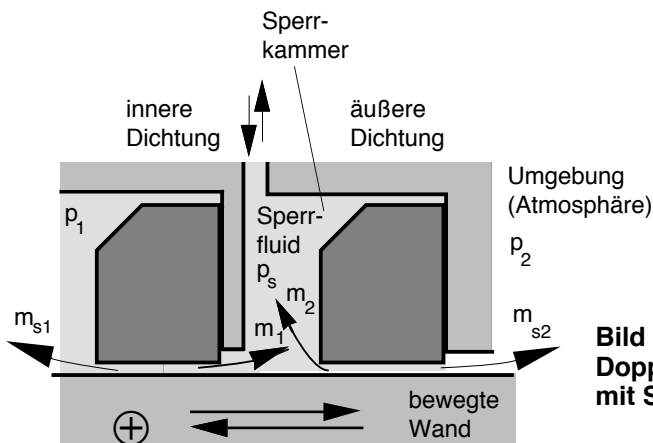 Sperr-
kammer
innere
Dichtung
äußere
Dichtung
Umgebung
(Atmosphäre)
p1
Sperr-
fluid
ps
p2
m2
ms1
m1
ms2
Bild
Dopp
mit S
bewegte
Wand